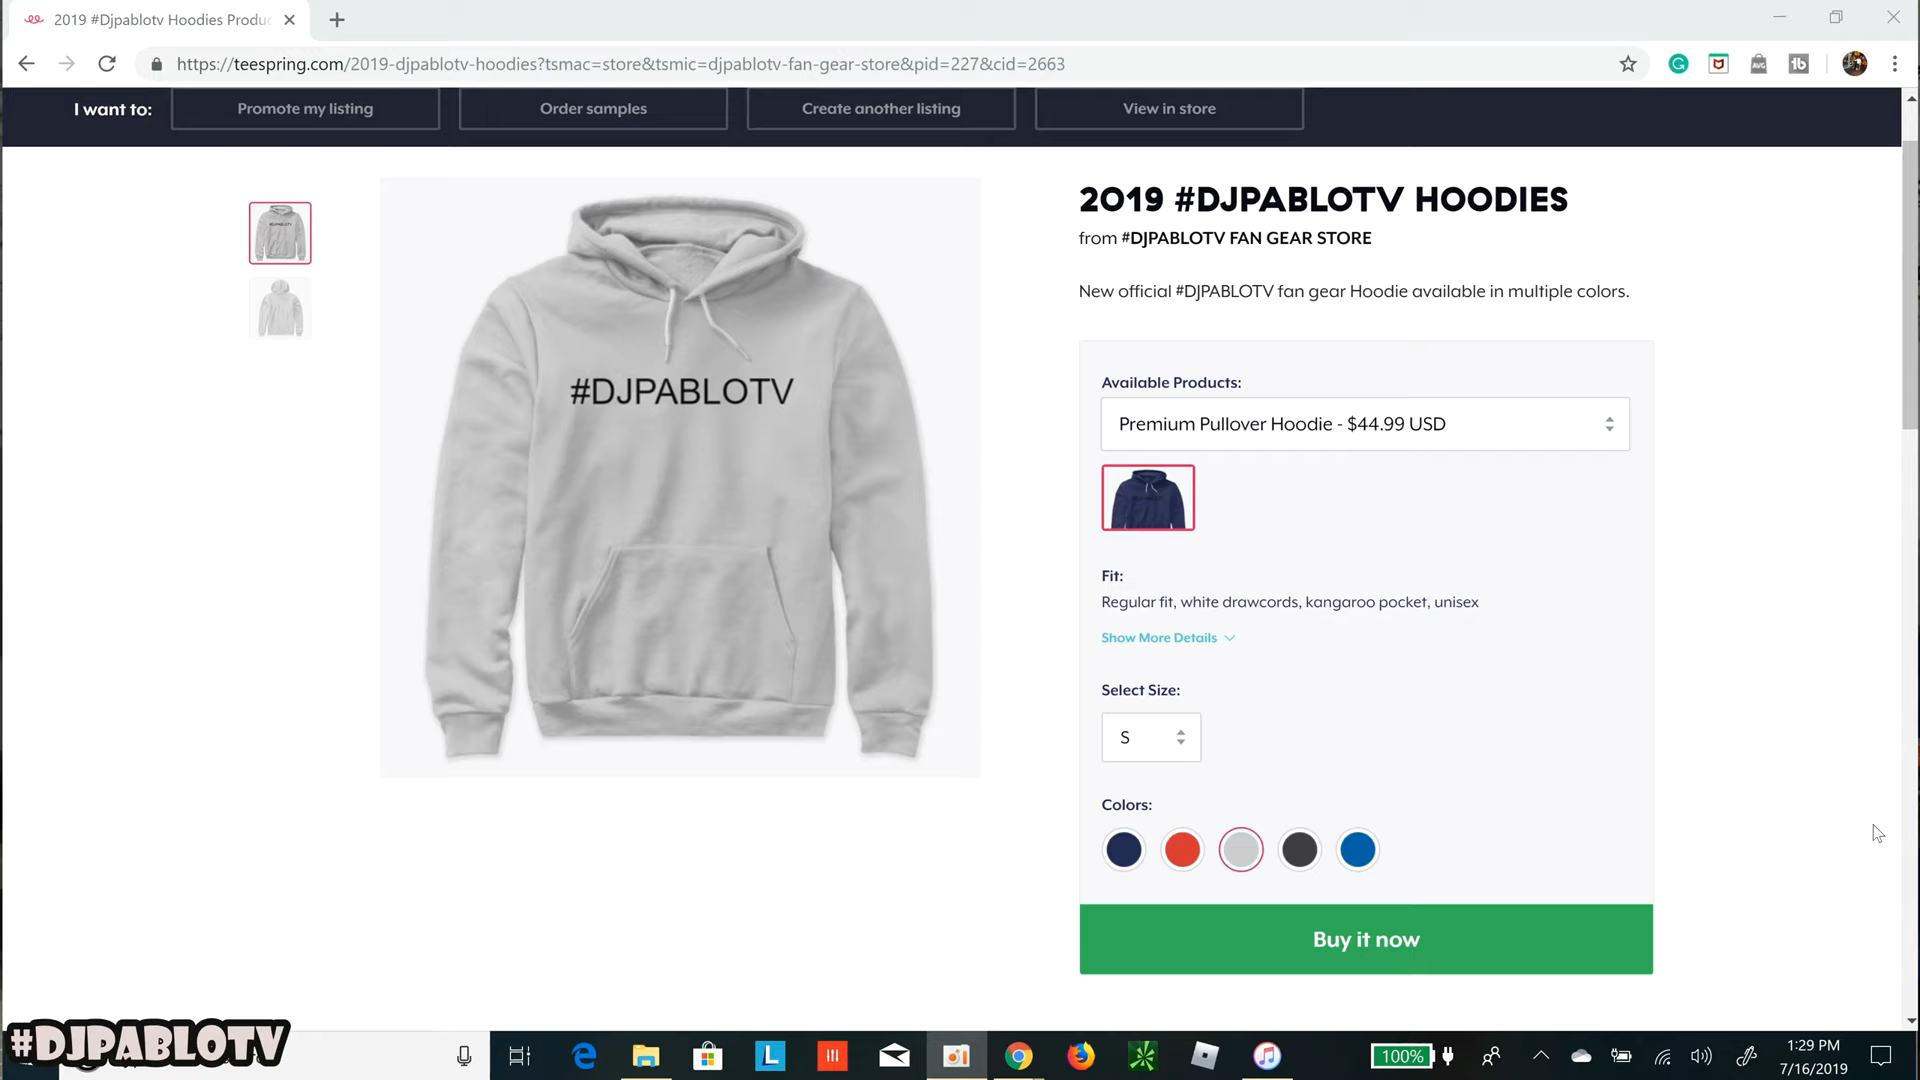 2019 #Djpablotv Hoodies Produc
https://teespring.com/2019-djpablotv-hoodies?tsmac=store&tsmic=djpablotv-fan-gear-store&pid=227&cid=2663
I want to:
Promote my listing
Order samples
Create another listing
View in store
2019 #DJPABLOTV HOODIES
from #DJPABLOTV FAN GEAR STORE
New official #DJPABLOTV fan gear Hoodie available in multiple colors.
#DJPABLOTV
Available Products:
Premium Pullover Hoodie - $44.99 USD
Fit:
Regular fit, white drawcords, kangaroo pocket, unisex
Show More Details
Select Size:
S
Colors:
Buy it now
#DJPABLOTV
100%
1:29 PM
7/16/2019